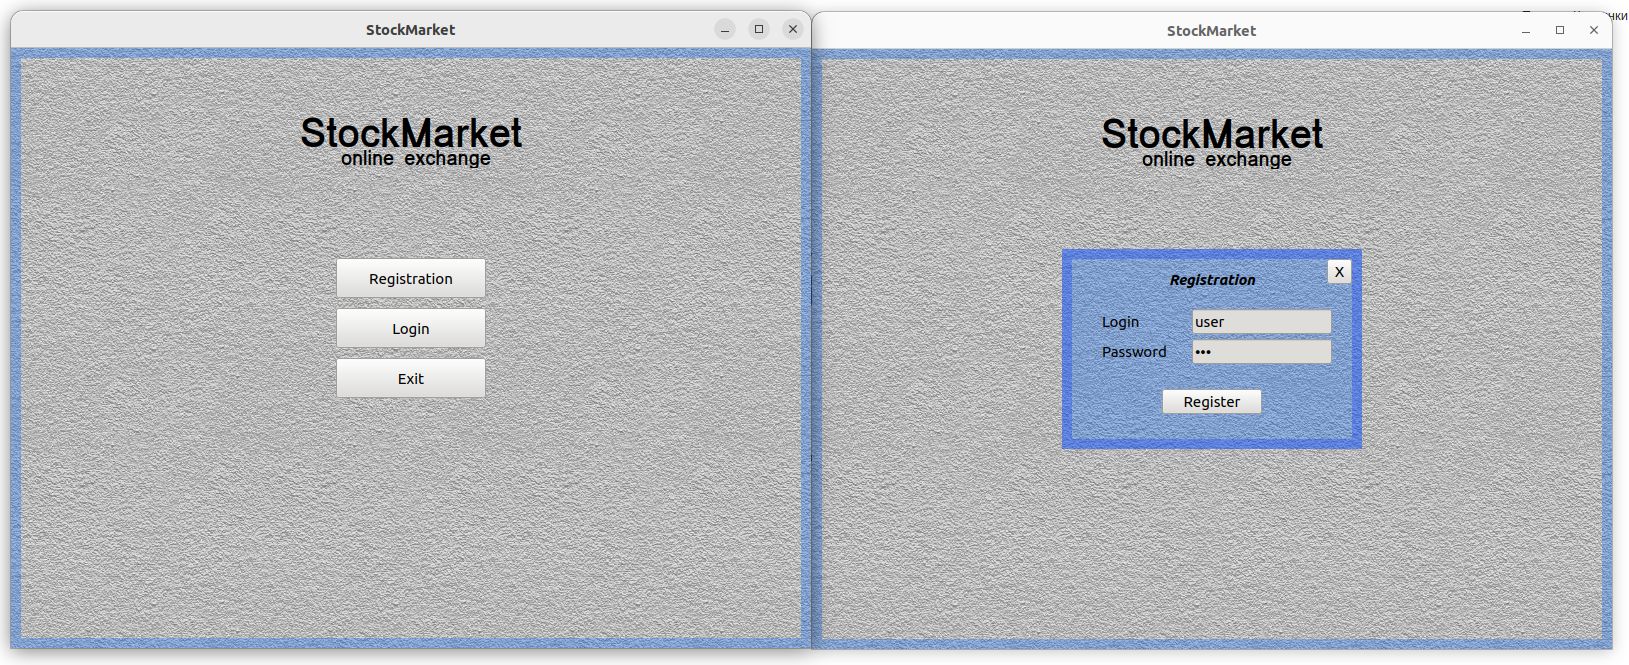 StockMarket
StockMarket
online exchange
Registration
Login
Exit
StockMarket
StockMarket
online exchange
Registration
X
Login
user
Password
•••
Register